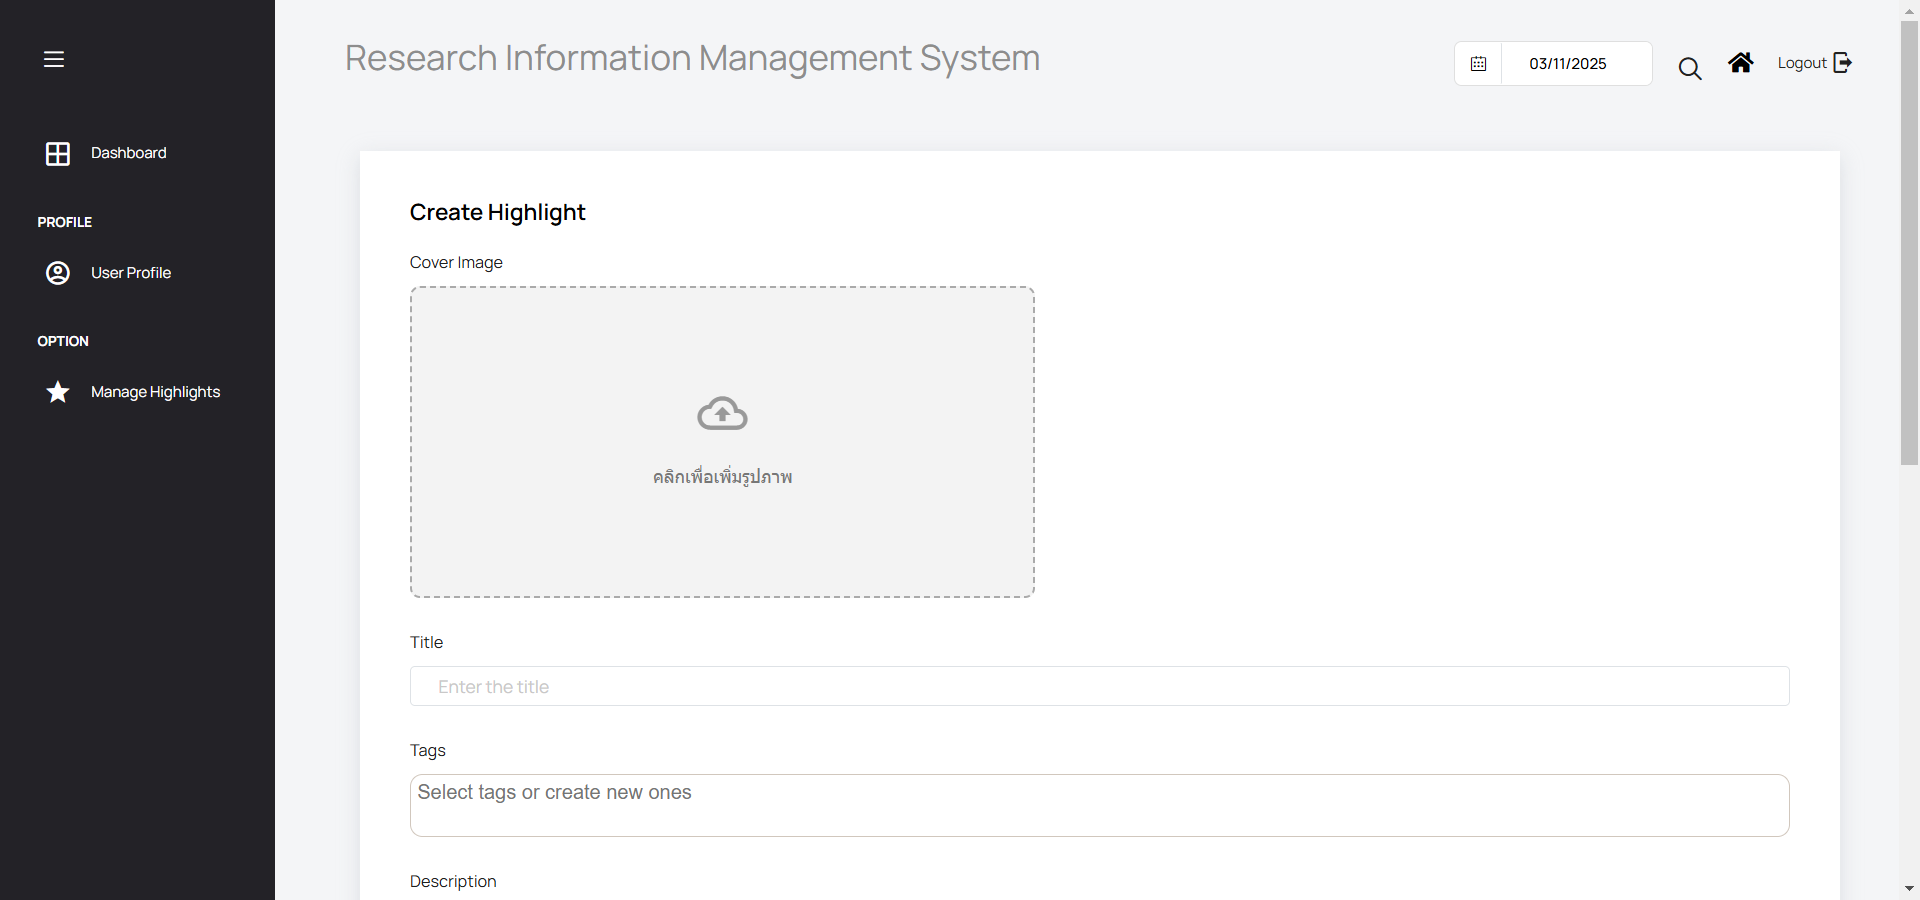 Research Information Management System
03/11/2025
Logout
Dashboard
PROFILE
User Profile
OPTION
Manage Highlights
Create Highlight
Cover Image
คลิกเพื่อเพิ่มรูปภาพ
Title
Enter the title
Tags
Select tags or create new ones
Description